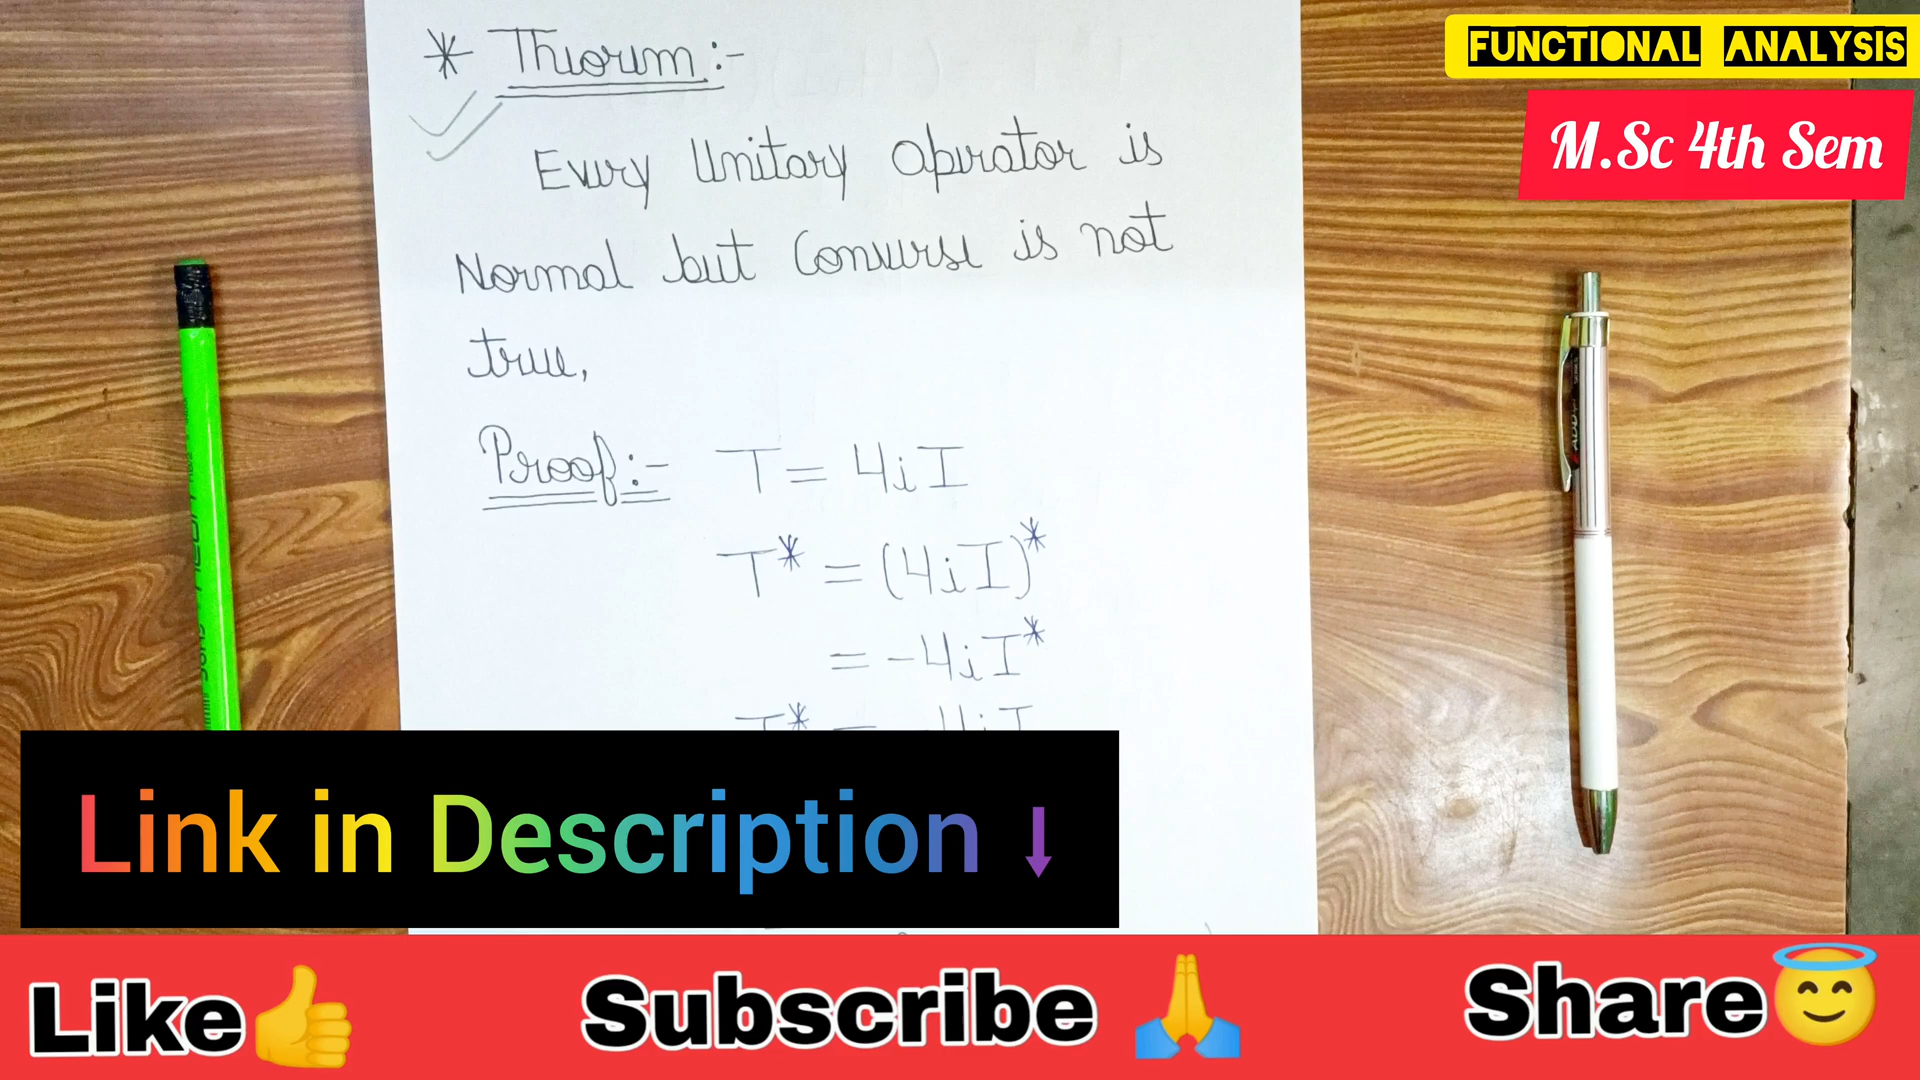 FUNCTIONAL ANALYSIS
M.Sc 4th Sem
* Theorem :-
Every Unitary operator is
Normal but Converse is not
true,
Proof :- T = 4iI
T* = (4iI)*
= -4iI*
T* = -4iI
Link in Description ↓
Like👍 Subscribe 🙏 Share😇